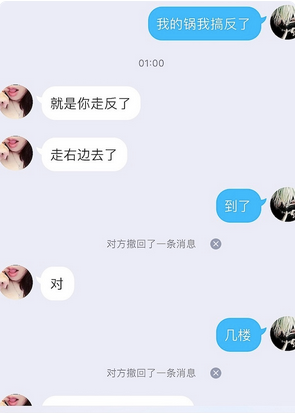 我的锅我搞反了
01:00
就是你走反了
走右边去了
到了
对方撤回了一条消息
对
几楼
对方撤回了一条消息